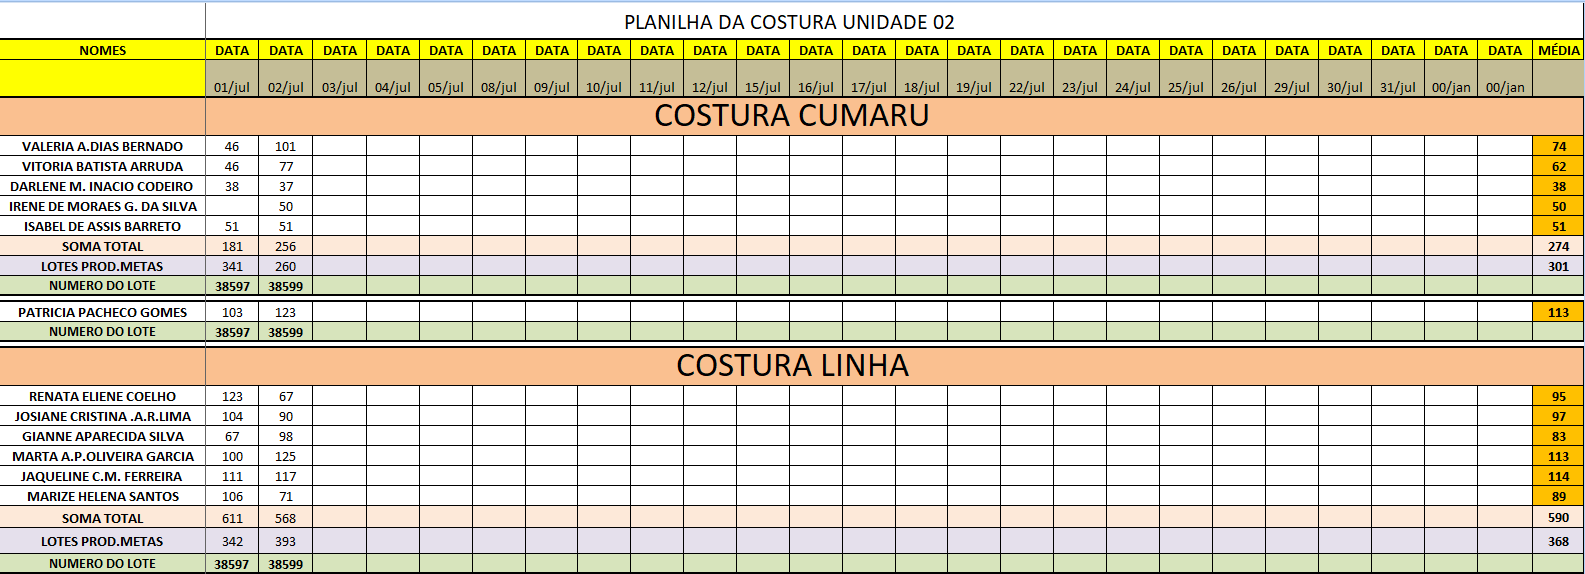 PLANILHA DA COSTURA UNIDADE 02
NOMES DATA DATA DATA DATA DATA DATA DATA DATA DATA DATA DATA DATA DATA DATA DATA DATA DATA DATA DATA DATA DATA DATA DATA DATA DATA MÉDIA
01/jul 02/jul 03/jul 04/jul 05/jul 08/jul 09/jul 10/jul 11/jul 12/jul 15/jul 16/jul 17/jul 18/jul 19/jul 22/jul 23/jul 24/jul 25/jul 26/jul 29/jul 30/jul 31/jul 00/jan 00/jan
COSTURA CUMARU
VALERIA A.DIAS BERNADO 46 101 74
VITORIA BATISTA ARRUDA 46 77 62
DARLENE M. INACIO CODEIRO 38 37 38
IRENE DE MORAES G. DA SILVA 50 50
ISABEL DE ASSIS BARRETO 51 51 51
SOMA TOTAL 181 256 274
LOTES PROD.METAS 341 260 301
NUMERO DO LOTE 38597 38599
PATRICIA PACHECO GOMES 103 123 113
NUMERO DO LOTE 38597 38599
COSTURA LINHA
RENATA ELIENE COELHO 123 67 95
JOSIANE CRISTINA .A.R.LIMA 104 90 97
GIANNE APARECIDA SILVA 67 98 83
MARTA A.P.OLIVEIRA GARCIA 100 125 113
JAQUELINE C.M. FERREIRA 111 117 114
MARIZE HELENA SANTOS 106 71 89
SOMA TOTAL 611 568 590
LOTES PROD.METAS 342 393 368
NUMERO DO LOTE 38597 38599